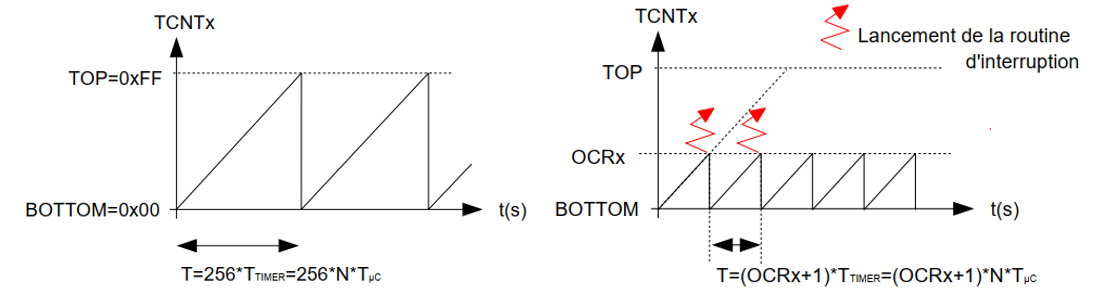 TCNTx
TOP=0xFF
BOTTOM=0x00
t(s)
T=256*TTIMER=256*N*TµC
TCNTx
Lancement de la routine
d'interruption
TOP
OCRx
BOTTOM
t(s)
T=(OCRx+1)*TTIMER=(OCRx+1)*N*TµC